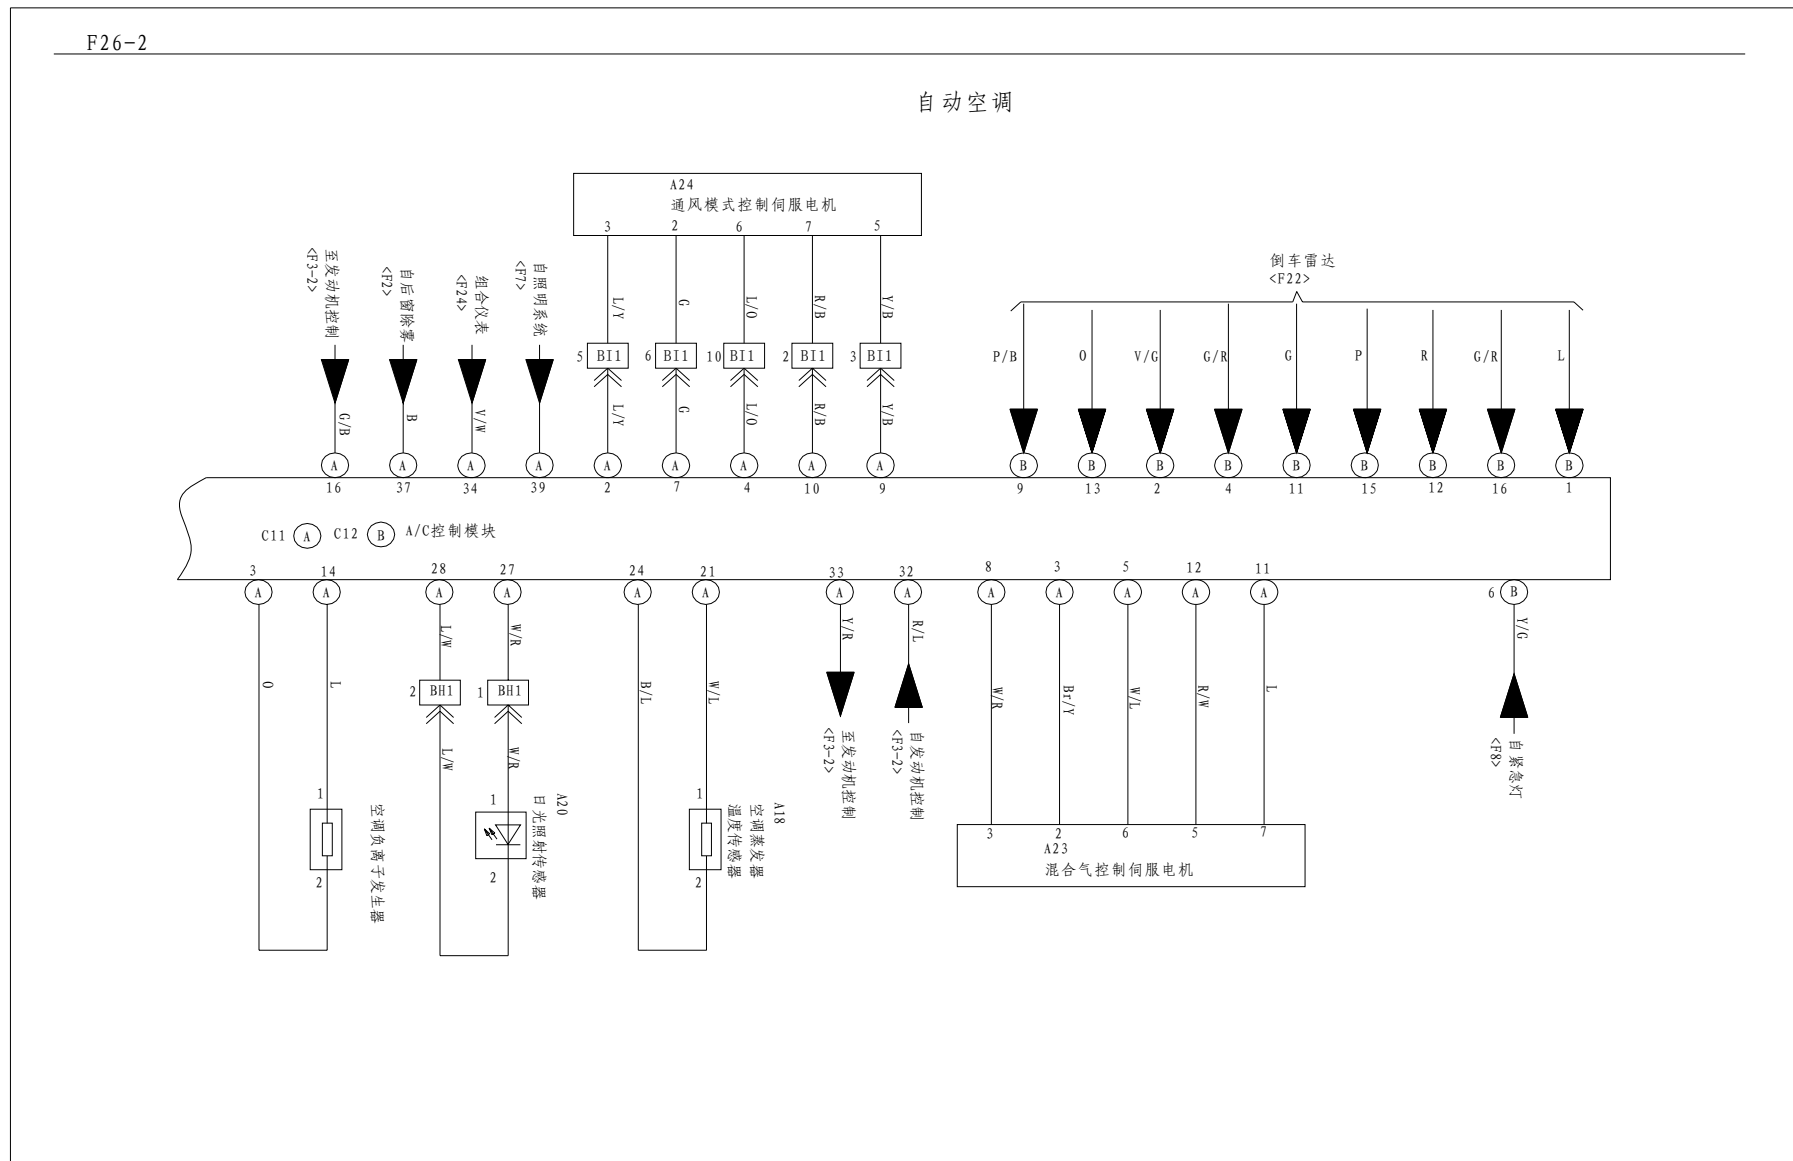 F26-2
自动空调
A24
通风模式控制伺服电机
3 2 6 7 5
至发动机控制
<F3-2>
自后窗除雾
<F2>
组合仪表
<F24>
自照明系统
<F7>
倒车雷达
<F22>
L/Y G L/O R/B Y/B
5 BI1 6 BI1 10 BI1 2 BI1 3 BI1
P/B O V/G G/R G P R G/R L
G/B B V/W L/Y G L/O R/B Y/B
A A A A A A A A A B B B B B B B B B
16 37 34 39 2 7 4 10 9 9 13 2 4 11 15 12 16 1
C11 A C12 B A/C控制模块
3 14 28 27 24 21 33 32 8 3 5 12 11
A A A A A A A A A A A A A 6 B
L/W W/R Y/R R/L Y/G
O L 2 BH1 1 BH1 B/L W/L W/R Br/Y W/L R/W L
L/W W/R
至发动机控制
<F3-2>
自发动机控制
<F3-2>
自紧急灯
<F8>
1
2
空调负离子发生器
1
2
A20
日光照射传感器
1
2
A18
空调蒸发器
温度传感器
3 2 6 5 7
A23
混合气控制伺服电机